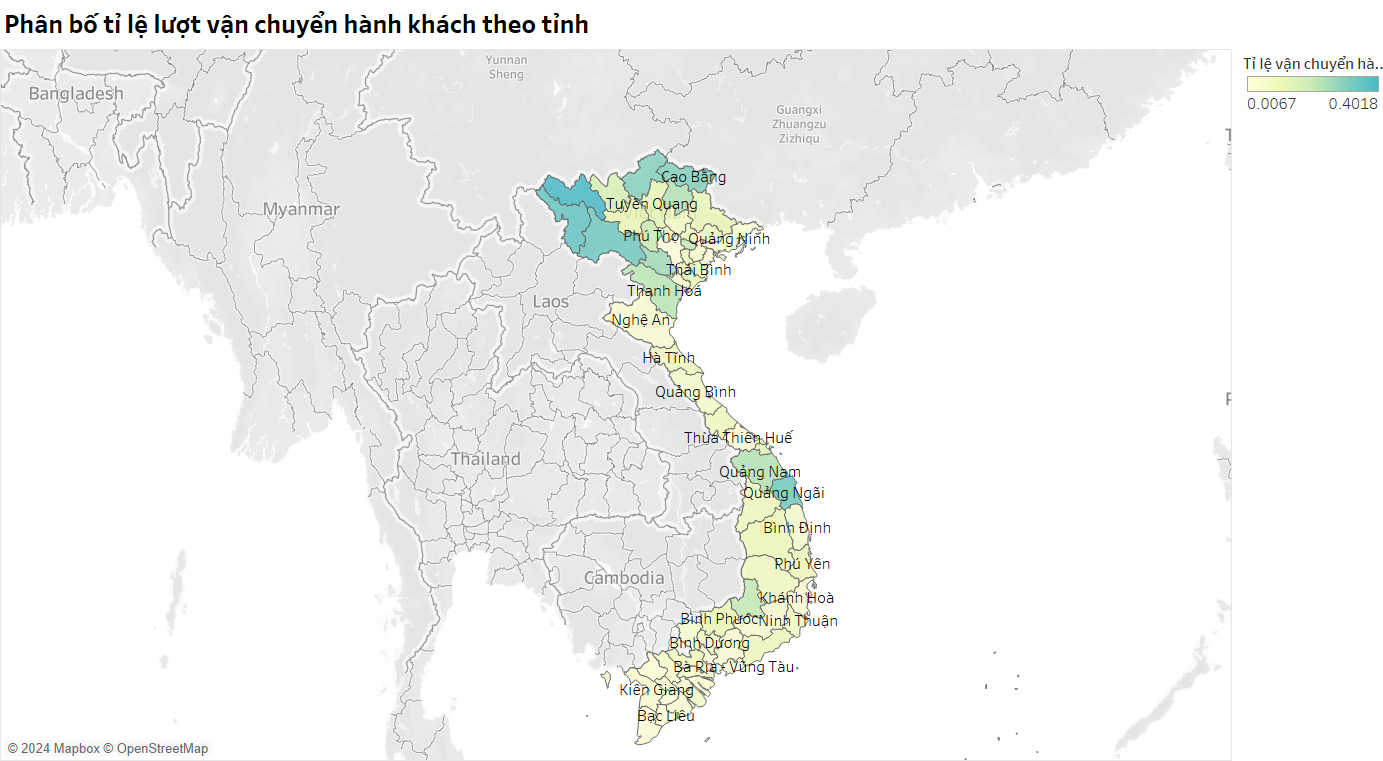 Phân bố tỉ lệ lượt vận chuyển hành khách theo tỉnh
Tỉ lệ vận chuyển hà..
0.0067
0.4018
Yunnan
Sheng
Bangladesh
Guangxi
Zhuangzu
Zizhiqu
Cao Bằng
Myanmar
Tuyên Quang
Phú Thọ
Quảng Ninh
Thái Bình
Thanh Hoá
Laos
Nghệ An
Hà Tĩnh
Quảng Bình
Thừa Thiên Huế
Thailand
Quảng Nam
Quảng Ngãi
Bình Định
Phú Yên
Cambodia
Khánh Hoà
Bình Phước
Ninh Thuận
Bình Dương
Bà Rịa - Vũng Tàu
Kiên Giang
Bạc Liêu
© 2024 Mapbox © OpenStreetMap